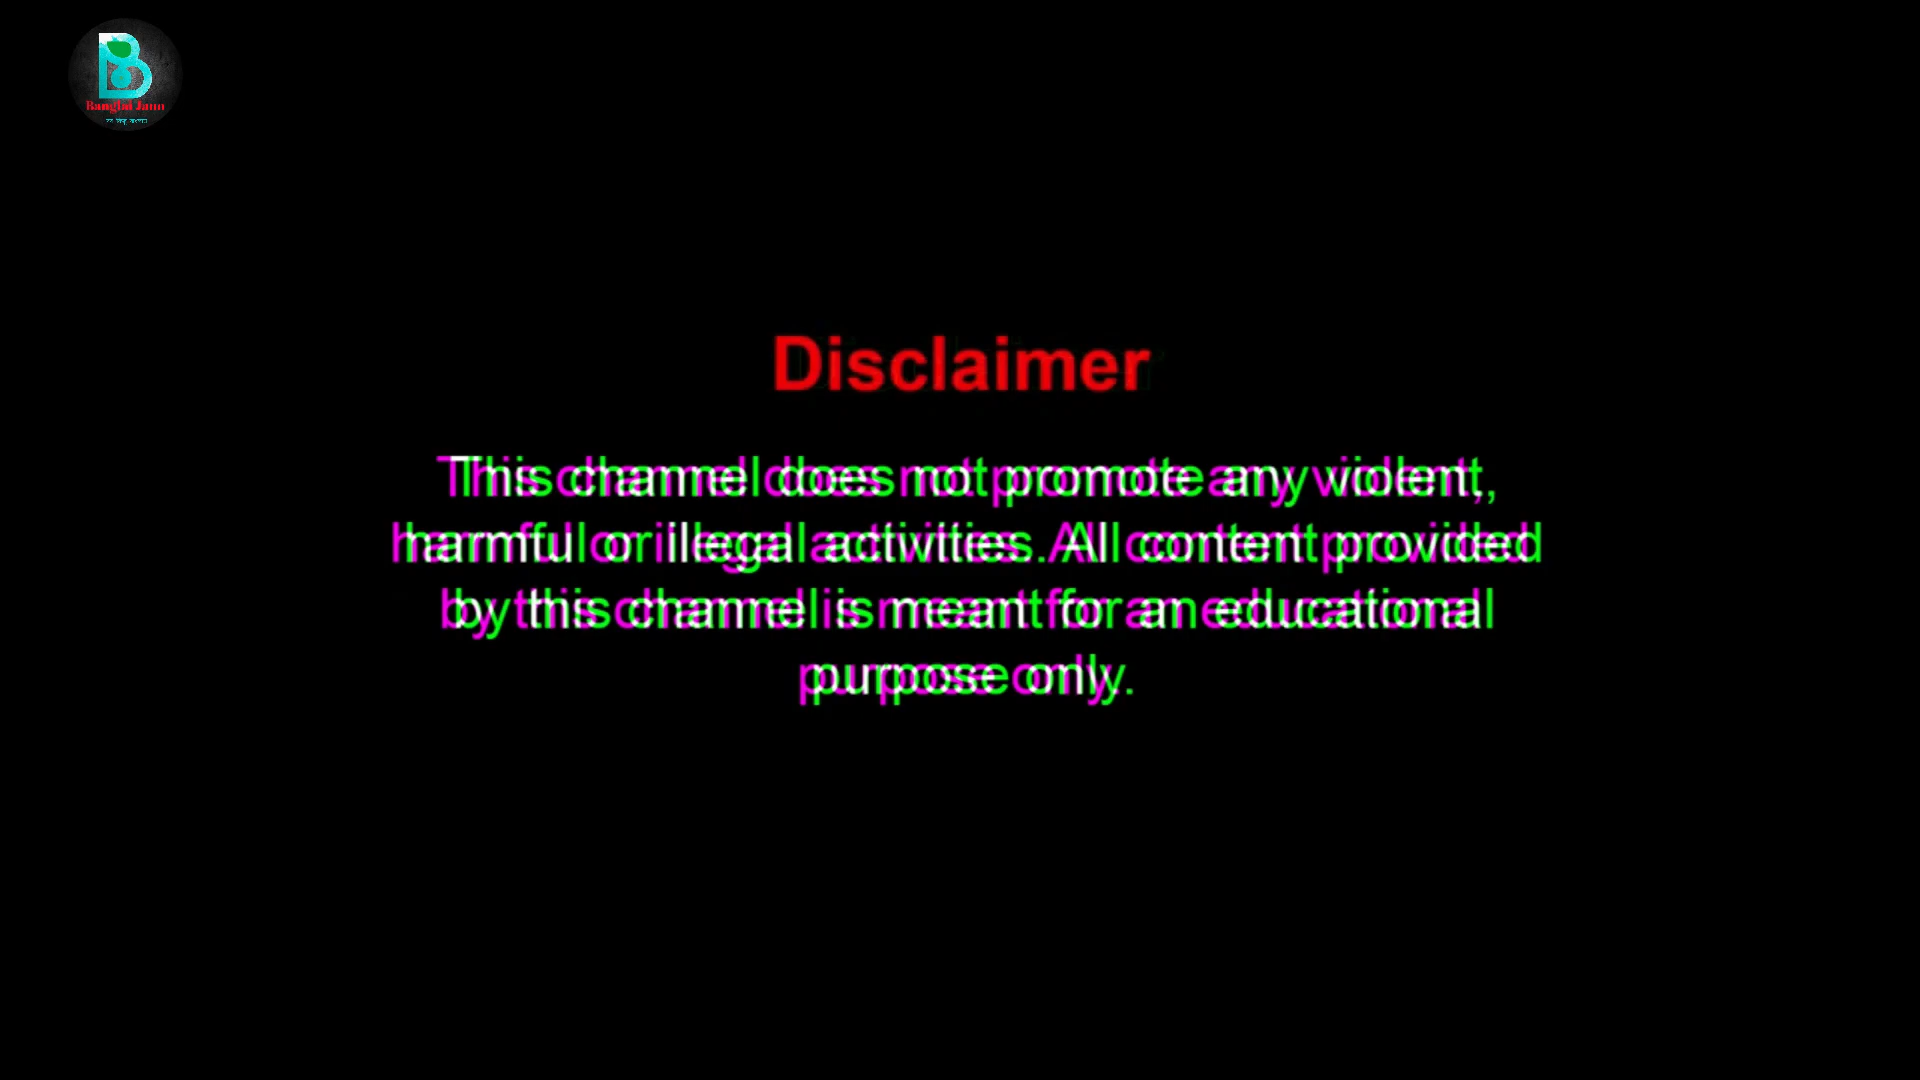 Disclaimer
This channel does not promote any violent,
harmful or illegal activities. All content provided
by this channel is meant for an educational
purpose only.